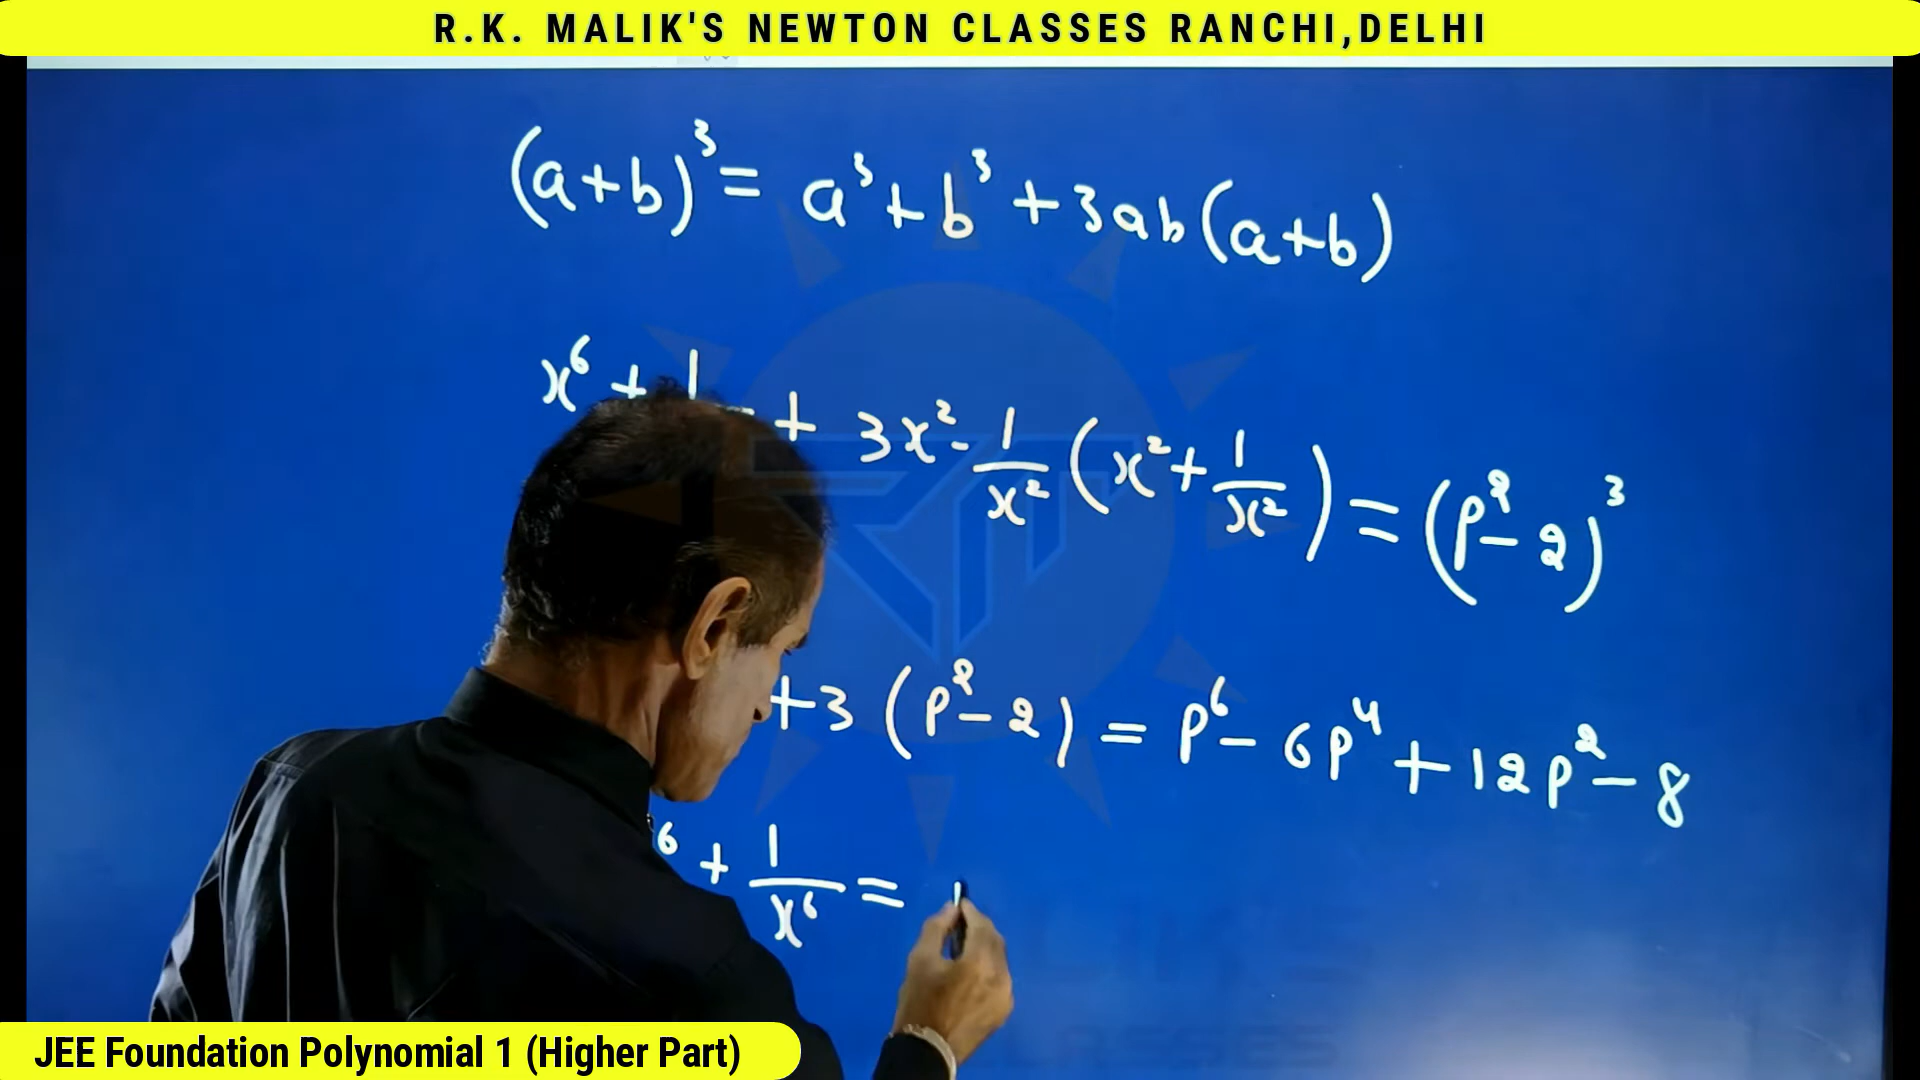 R.K. MALIK'S NEWTON CLASSES RANCHI,DELHI
(a+b)³ = a³ + b³ + 3ab(a+b)
x⁶ + 1 + 3x² - 1/x² (x² + 1/x²) = (p² - 2)³
+3 (p² - 2) = p⁶ - 6p⁴ + 12p² - 8
⁶ + 1/x⁶ =
JEE Foundation Polynomial 1 (Higher Part)